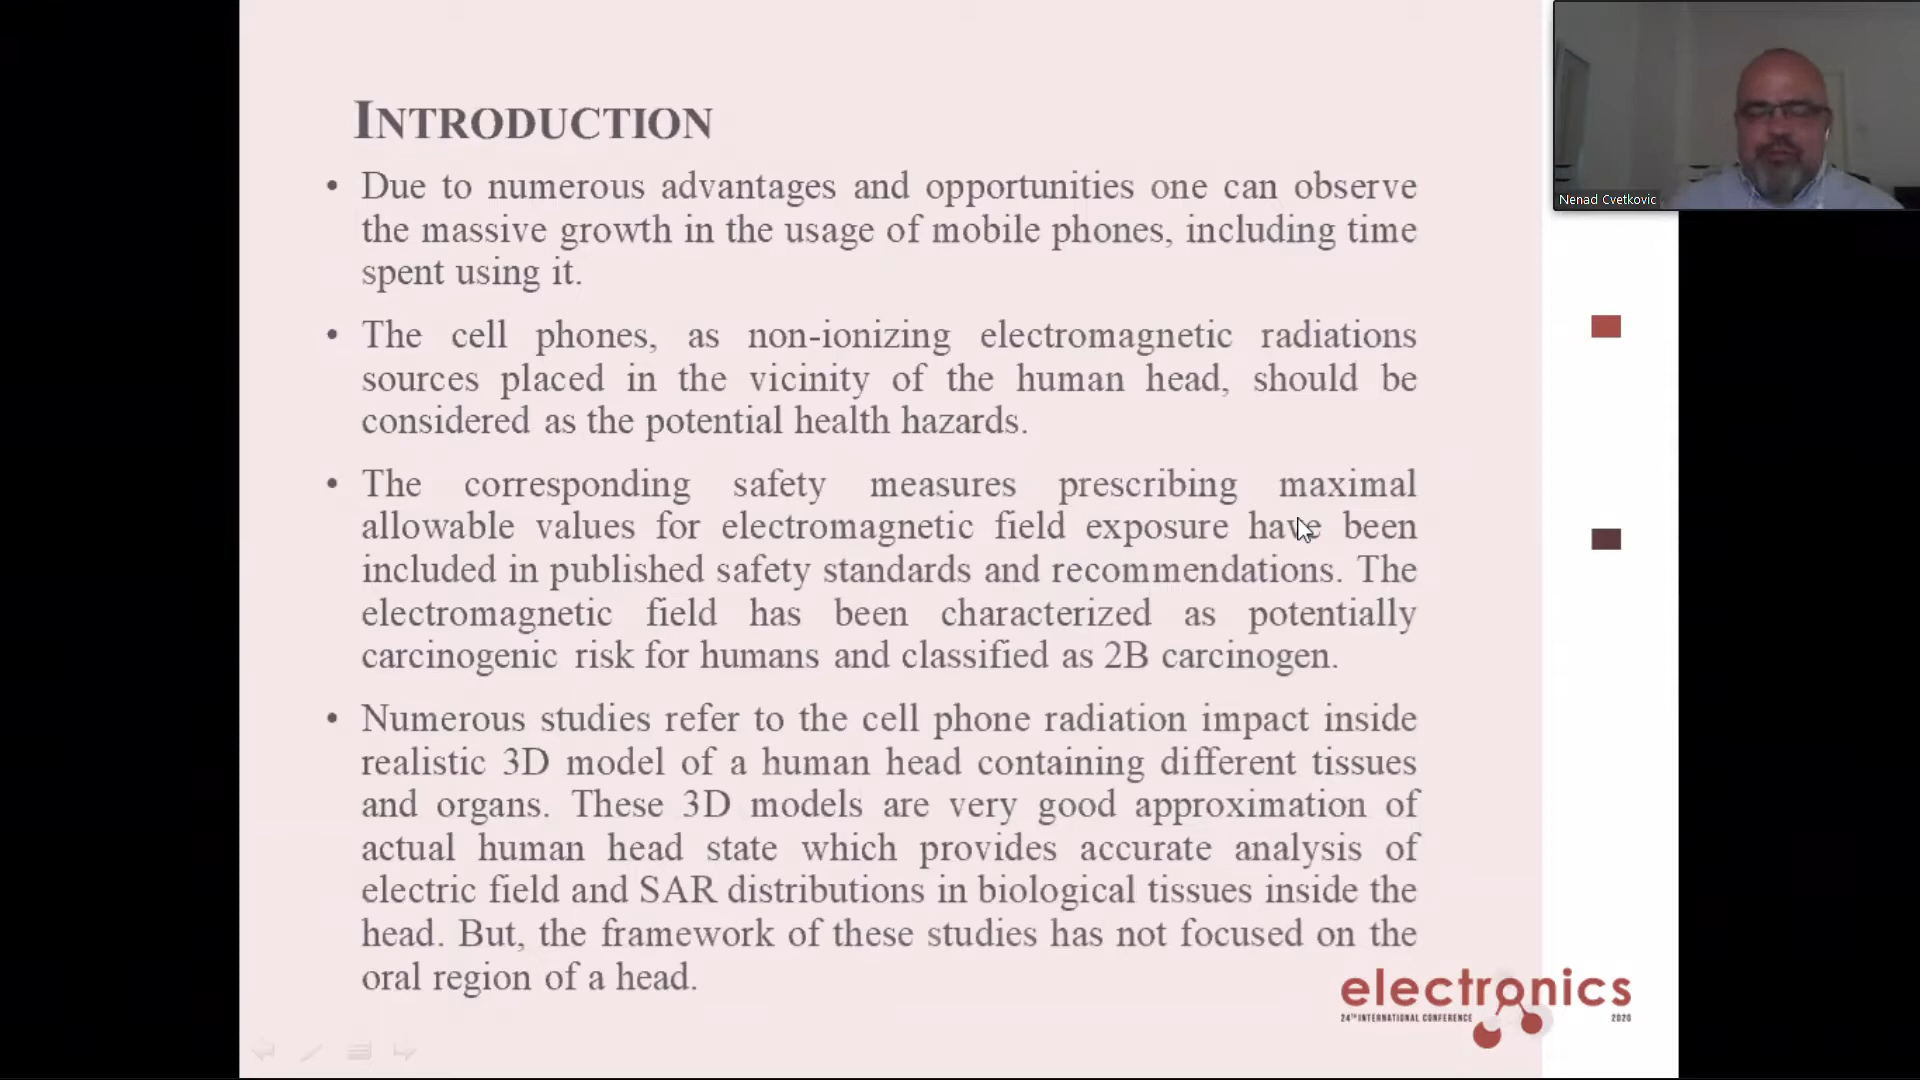 INTRODUCTION
• Due to numerous advantages and opportunities one can observe
the massive growth in the usage of mobile phones, including time
spent using it.
• The cell phones, as non-ionizing electromagnetic radiations
sources placed in the vicinity of the human head, should be
considered as the potential health hazards.
• The corresponding safety measures prescribing maximal
allowable values for electromagnetic field exposure have been
included in published safety standards and recommendations. The
electromagnetic field has been characterized as potentially
carcinogenic risk for humans and classified as 2B carcinogen.
• Numerous studies refer to the cell phone radiation impact inside
realistic 3D model of a human head containing different tissues
and organs. These 3D models are very good approximation of
actual human head state which provides accurate analysis of
electric field and SAR distributions in biological tissues inside the
head. But, the framework of these studies has not focused on the
oral region of a head.
Nenad Cvetkovic
electronics
24TH INTERNATIONAL CONFERENCE 2020